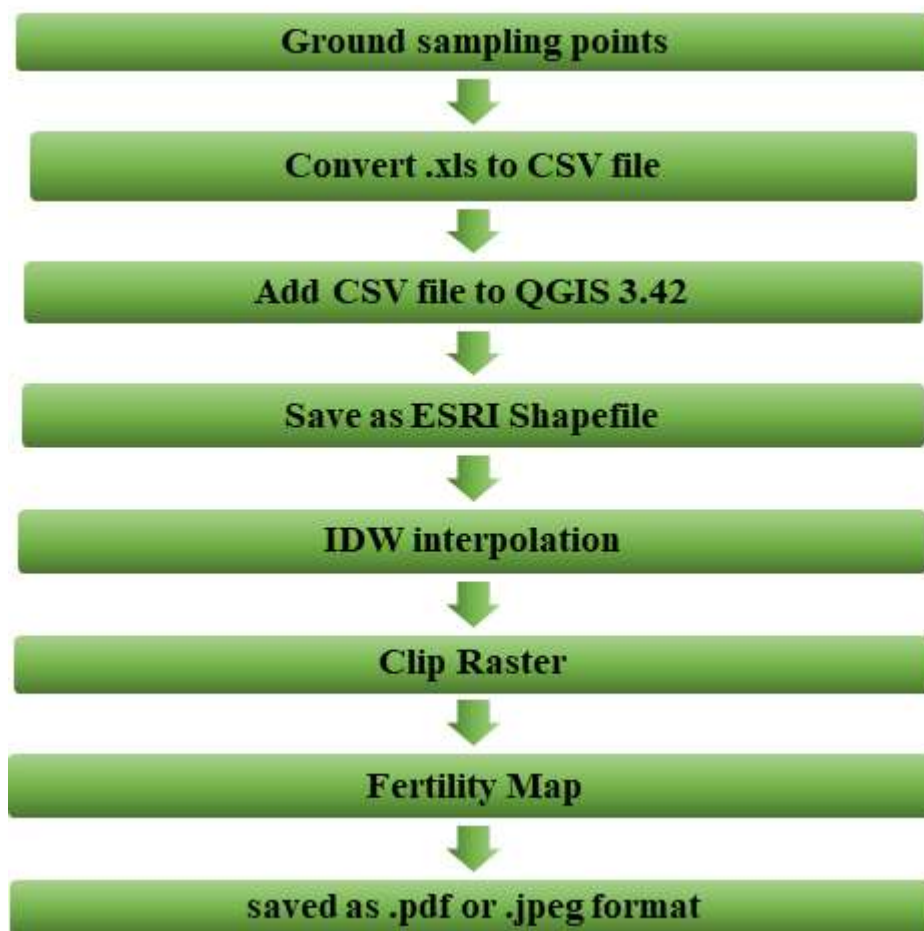 Ground sampling points
Convert .xls to CSV file
Add CSV file to QGIS 3.42
Save as ESRI Shapefile
IDW interpolation
Clip Raster
Fertility Map
saved as .pdf or .jpeg format